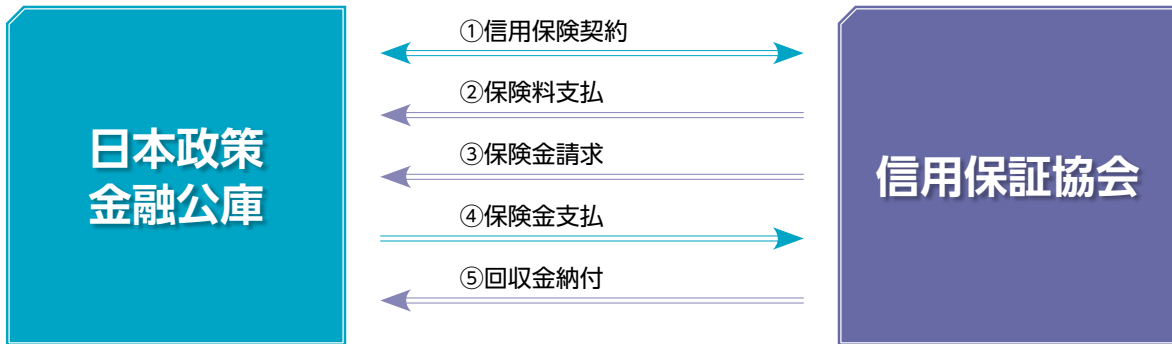 日本政策
金融公庫
①信用保険契約
②保険料支払
③保険金請求
④保険金支払
⑤回収金納付
信用保証協会